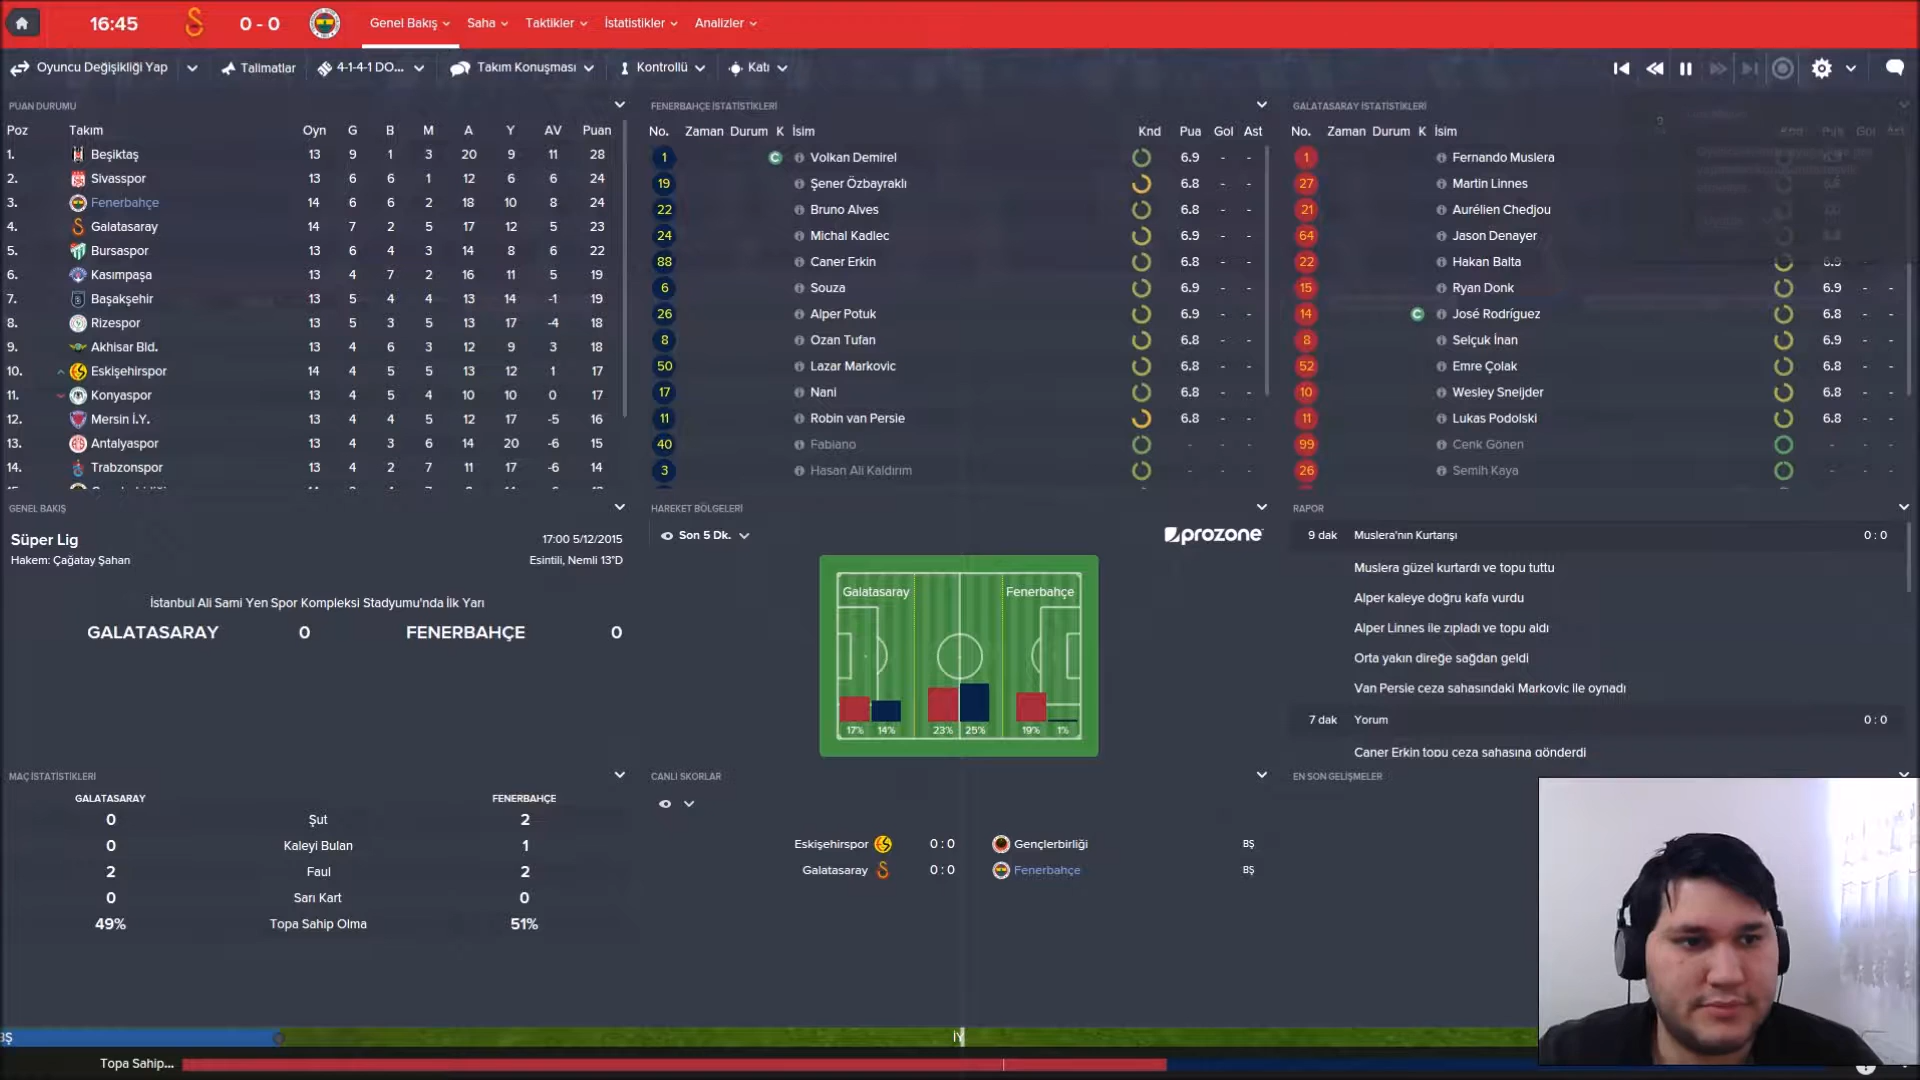 16:45 0 - 0 Genel Bakış Saha Taktikler İstatistikler Analizler
Oyuncu Değişikliği Yap Talimatlar 4-1-4-1 DO... Takım Konuşması Kontrollü Katı
PUAN DURUMU
Poz Takım Oyn G B M A Y AV Puan
1. Beşiktaş 13 9 1 3 20 9 11 28
2. Sivasspor 13 6 6 1 12 6 6 24
3. Fenerbahçe 14 6 6 2 18 10 8 24
4. Galatasaray 14 7 2 5 17 12 5 23
5. Bursaspor 13 6 4 3 14 8 6 22
6. Kasımpaşa 13 4 7 2 16 11 5 19
7. Başakşehir 13 5 4 4 13 14 -1 19
8. Rizespor 13 5 3 5 13 17 -4 18
9. Akhisar Bld. 13 4 6 3 12 9 3 18
10. Eskişehirspor 14 4 5 5 13 12 1 17
11. Konyaspor 13 4 5 4 10 10 0 17
12. Mersin İ.Y. 13 4 4 5 12 17 -5 16
13. Antalyaspor 13 4 3 6 14 20 -6 15
14. Trabzonspor 13 4 2 7 11 17 -6 14
FENERBAHÇE İSTATİSTİKLERİ
No. Zaman Durum K İsim Knd Pua Gol Ast
1 C Volkan Demirel 6.9 - -
19 Şener Özbayraklı 6.8 - -
22 Bruno Alves 6.8 - -
24 Michal Kadlec 6.9 - -
88 Caner Erkin 6.8 - -
6 Souza 6.9 - -
26 Alper Potuk 6.9 - -
8 Ozan Tufan 6.8 - -
50 Lazar Markovic 6.8 - -
17 Nani 6.8 - -
11 Robin van Persie 6.8 - -
40 Fabiano - - -
3 Hasan Ali Kaldırım - - -
GALATASARAY İSTATİSTİKLERİ
No. Zaman Durum K İsim
1 Fernando Muslera
27 Martin Linnes
21 Aurélien Chedjou
64 Jason Denayer
22 Hakan Balta 6.9 - -
15 Ryan Donk 6.9 - -
14 C José Rodríguez 6.8 - -
8 Selçuk İnan 6.9 - -
52 Emre Çolak 6.8 - -
10 Wesley Sneijder 6.8 - -
11 Lukas Podolski 6.8 - -
99 Cenk Gönen - - -
26 Semih Kaya - - -
GENEL BAKIŞ
Süper Lig 17:00 5/12/2015
Hakem: Çağatay Şahan Esintili, Nemli 13°D
İstanbul Ali Sami Yen Spor Kompleksi Stadyumu'nda İlk Yarı
GALATASARAY 0 FENERBAHÇE 0
HAREKET BÖLGELERİ
Son 5 Dk. prozone
Galatasaray Fenerbahçe
17% 14% 23% 25% 19% 1%
RAPOR
9 dak Muslera'nın Kurtarışı 0 : 0
Muslera güzel kurtardı ve topu tuttu
Alper kaleye doğru kafa vurdu
Alper Linnes ile zıpladı ve topu aldı
Orta yakın direğe sağdan geldi
Van Persie ceza sahasındaki Markovic ile oynadı
7 dak Yorum 0 : 0
Caner Erkin topu ceza sahasına gönderdi
MAÇ İSTATİSTİKLERİ
GALATASARAY FENERBAHÇE
0 Şut 2
0 Kaleyi Bulan 1
2 Faul 2
0 Sarı Kart 0
49% Topa Sahip Olma 51%
CANLI SKORLAR
Eskişehirspor 0 : 0 Gençlerbirliği BŞ
Galatasaray 0 : 0 Fenerbahçe BŞ
EN SON GELİŞMELER
BŞ İY
Topa Sahip...